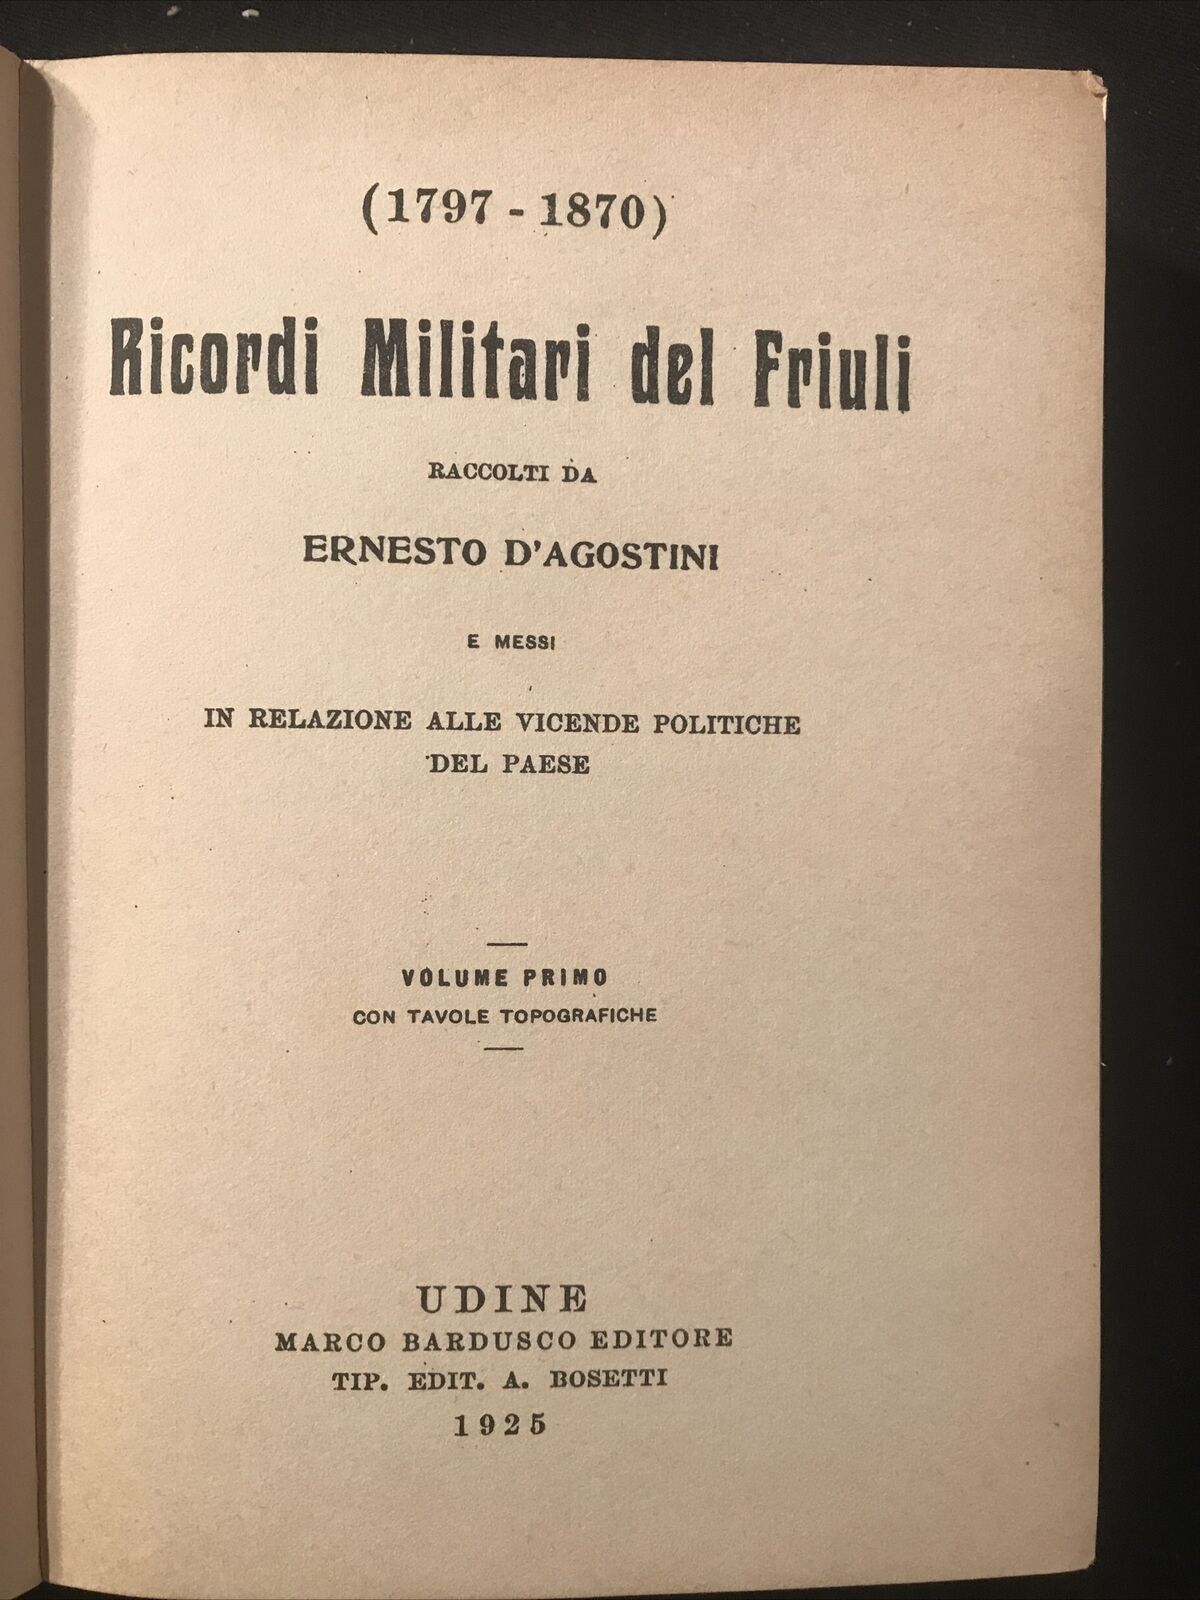 (1797 - 1870)
Ricordi Militari del Friuli
RACCOLTI DA
ERNESTO D'AGOSTINI
E MESSI
IN RELAZIONE ALLE VICENDE POLITICHE
DEL PAESE
VOLUME PRIMO
CON TAVOLE TOPOGRAFICHE
UDINE
MARCO BARDUSCO EDITORE
TIP. EDIT. A. BOSETTI
1925